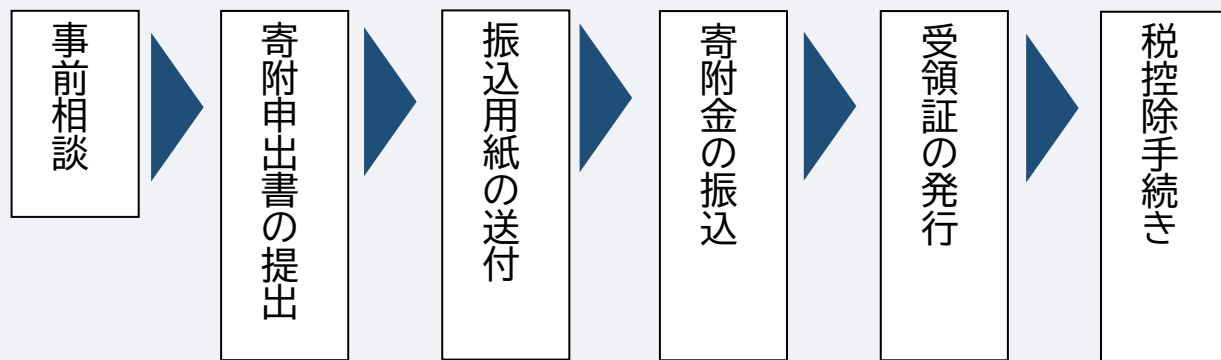 事前相談
寄附申出書の提出
振込用紙の送付
寄附金の振込
受領証の発行
税控除手続き